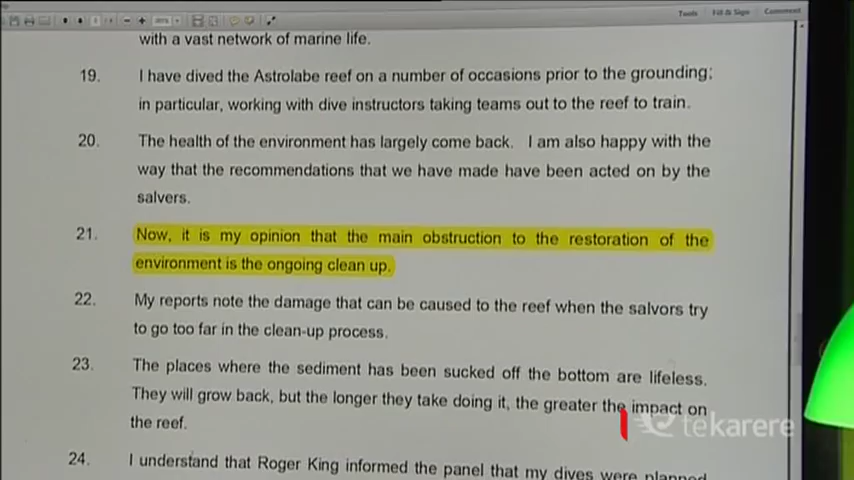 Tools Fill & Sign Comment
with a vast network of marine life.
19. I have dived the Astrolabe reef on a number of occasions prior to the grounding;
in particular, working with dive instructors taking teams out to the reef to train.
20. The health of the environment has largely come back. I am also happy with the
way that the recommendations that we have made have been acted on by the
salvers.
21. Now, it is my opinion that the main obstruction to the restoration of the
environment is the ongoing clean up.
22. My reports note the damage that can be caused to the reef when the salvors try
to go too far in the clean-up process.
23. The places where the sediment has been sucked off the bottom are lifeless.
They will grow back, but the longer they take doing it, the greater the impact on
the reef.
tekarere
24. I understand that Roger King informed the panel that my dives were planned